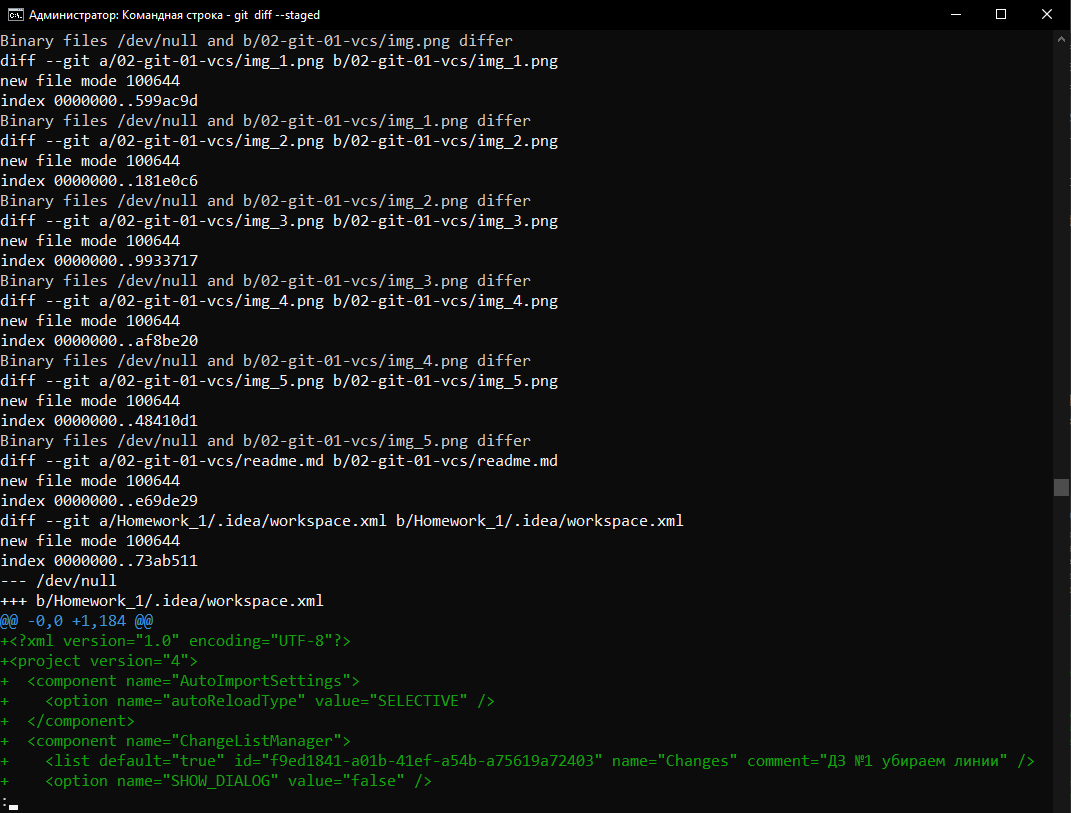 Администратор: Командная строка - git  diff --staged
Binary files /dev/null and b/02-git-01-vcs/img.png differ
diff --git a/02-git-01-vcs/img_1.png b/02-git-01-vcs/img_1.png
new file mode 100644
index 0000000..599ac9d
Binary files /dev/null and b/02-git-01-vcs/img_1.png differ
diff --git a/02-git-01-vcs/img_2.png b/02-git-01-vcs/img_2.png
new file mode 100644
index 0000000..181e0c6
Binary files /dev/null and b/02-git-01-vcs/img_2.png differ
diff --git a/02-git-01-vcs/img_3.png b/02-git-01-vcs/img_3.png
new file mode 100644
index 0000000..9933717
Binary files /dev/null and b/02-git-01-vcs/img_3.png differ
diff --git a/02-git-01-vcs/img_4.png b/02-git-01-vcs/img_4.png
new file mode 100644
index 0000000..af8be20
Binary files /dev/null and b/02-git-01-vcs/img_4.png differ
diff --git a/02-git-01-vcs/img_5.png b/02-git-01-vcs/img_5.png
new file mode 100644
index 0000000..48410d1
Binary files /dev/null and b/02-git-01-vcs/img_5.png differ
diff --git a/02-git-01-vcs/readme.md b/02-git-01-vcs/readme.md
new file mode 100644
index 0000000..e69de29
diff --git a/Homework_1/.idea/workspace.xml b/Homework_1/.idea/workspace.xml
new file mode 100644
index 0000000..73ab511
--- /dev/null
+++ b/Homework_1/.idea/workspace.xml
@@ -0,0 +1,184 @@
+<?xml version="1.0" encoding="UTF-8"?>
+<project version="4">
+  <component name="AutoImportSettings">
+    <option name="autoReloadType" value="SELECTIVE" />
+  </component>
+  <component name="ChangeListManager">
+    <list default="true" id="f9ed1841-a01b-41ef-a54b-a75619a72403" name="Changes" comment="ДЗ №1 убираем линии" />
+    <option name="SHOW_DIALOG" value="false" />
: